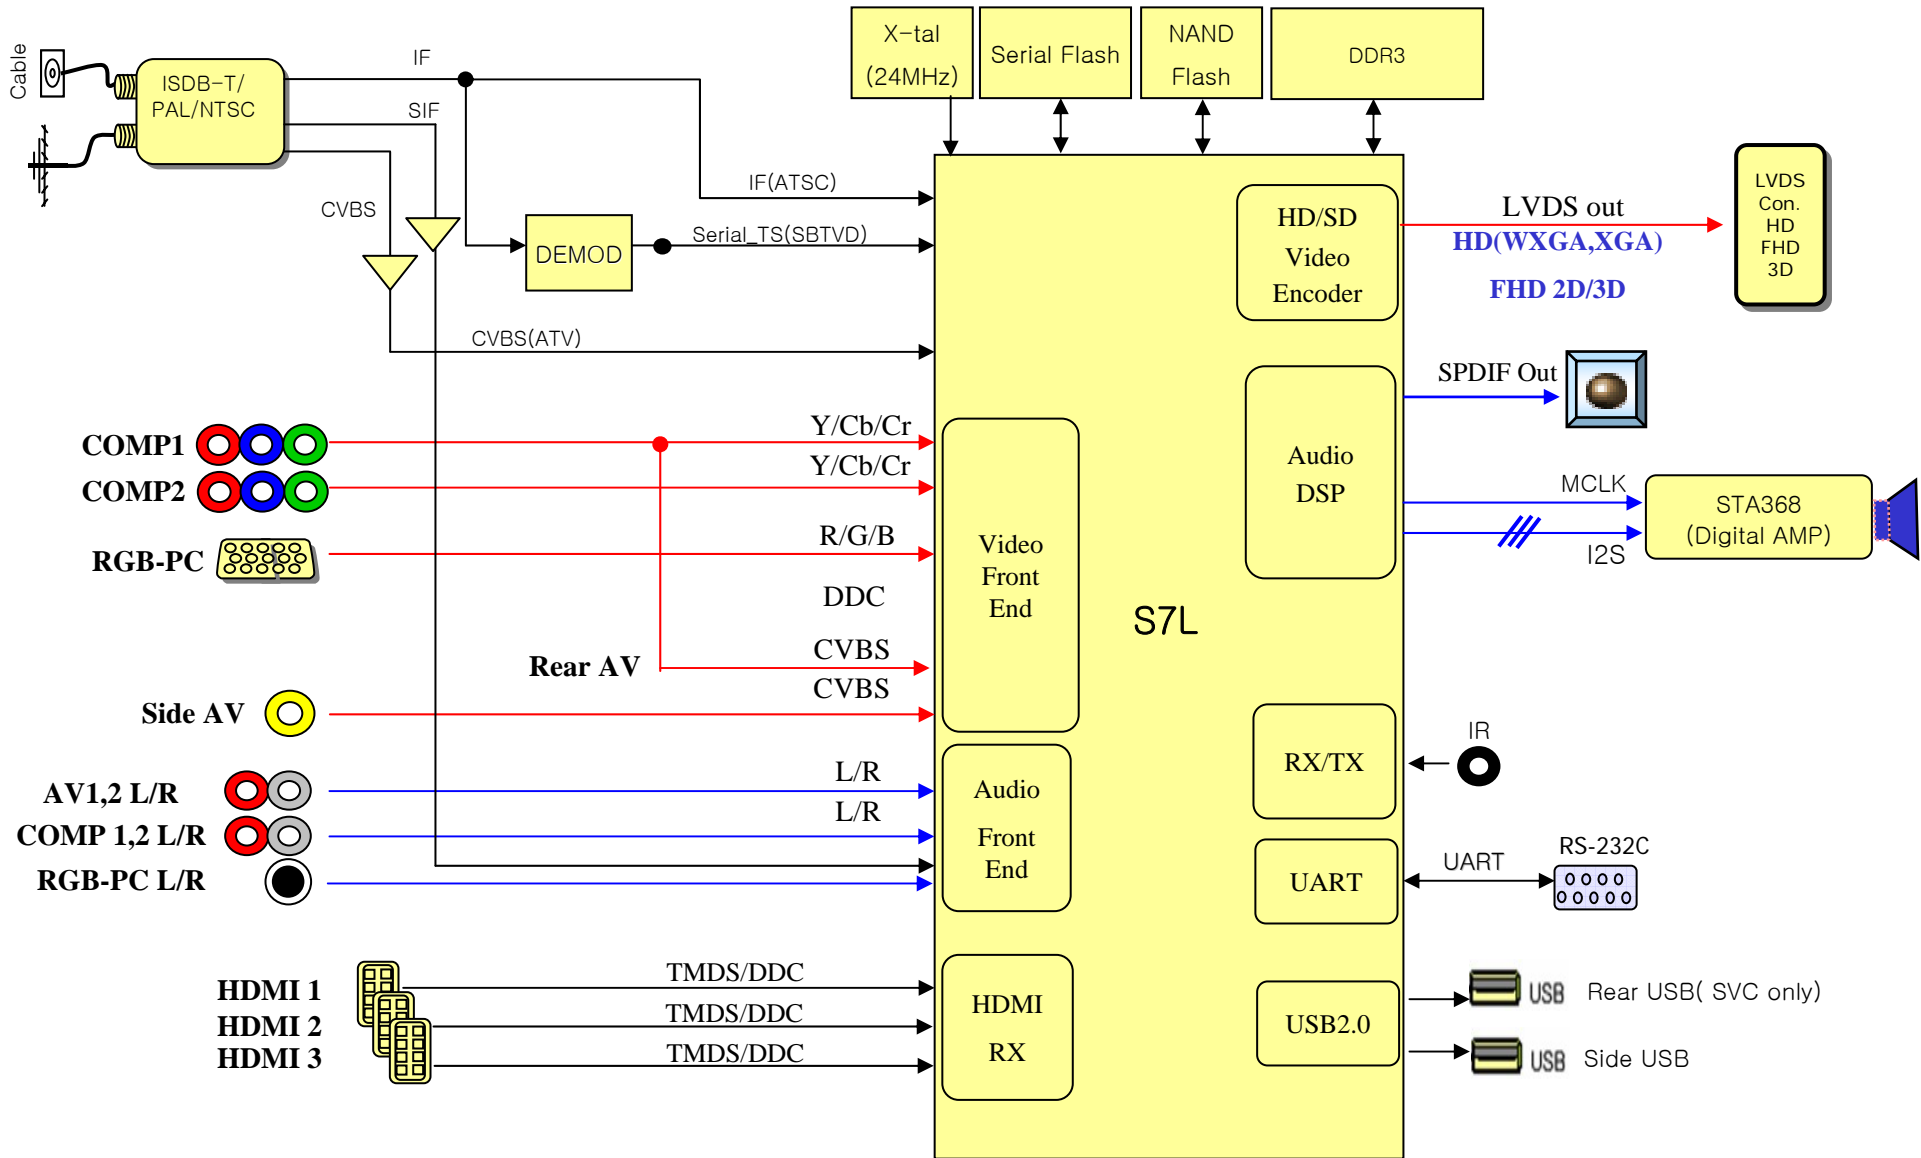 Cable
ISDB-T/
PAL/NTSC
IF
SIF
CVBS
X-tal
(24MHz)
Serial Flash
NAND
Flash
DDR3
IF(ATSC)
DEMOD
Serial_TS(SBTVD)
CVBS(ATV)
HD/SD
Video
Encoder
LVDS out
HD(WXGA,XGA)
FHD 2D/3D
LVDS
Con.
HD
FHD
3D
SPDIF Out
Audio
DSP
MCLK
I2S
STA368
(Digital AMP)
COMP1
Y/Cb/Cr
COMP2
Y/Cb/Cr
RGB-PC
R/G/B
DDC
Rear AV
CVBS
CVBS
Side AV
Video
Front
End
S7L
AV1,2 L/R
L/R
COMP 1,2 L/R
L/R
RGB-PC L/R
Audio
Front
End
RX/TX
IR
UART
UART
RS-232C
HDMI 1
TMDS/DDC
HDMI 2
TMDS/DDC
HDMI 3
TMDS/DDC
HDMI
RX
USB2.0
USB
Rear USB( SVC only)
USB
Side USB